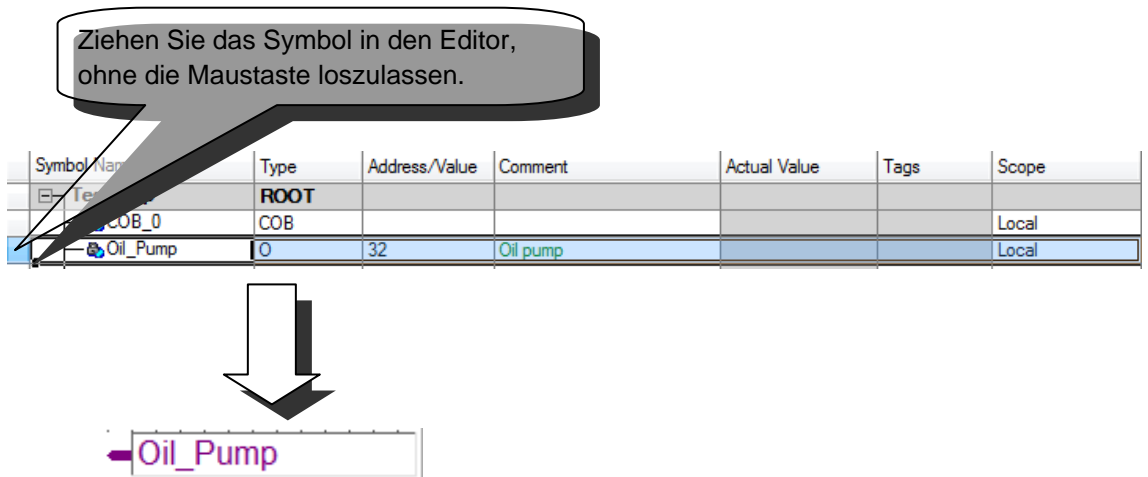 Ziehen Sie das Symbol in den Editor,
ohne die Maustaste loszulassen.
Symbol Type Address/Value Comment Actual Value Tags Scope
ROOT
COB_0 COB Local
Oil_Pump O 32 Oil pump Local
Oil_Pump